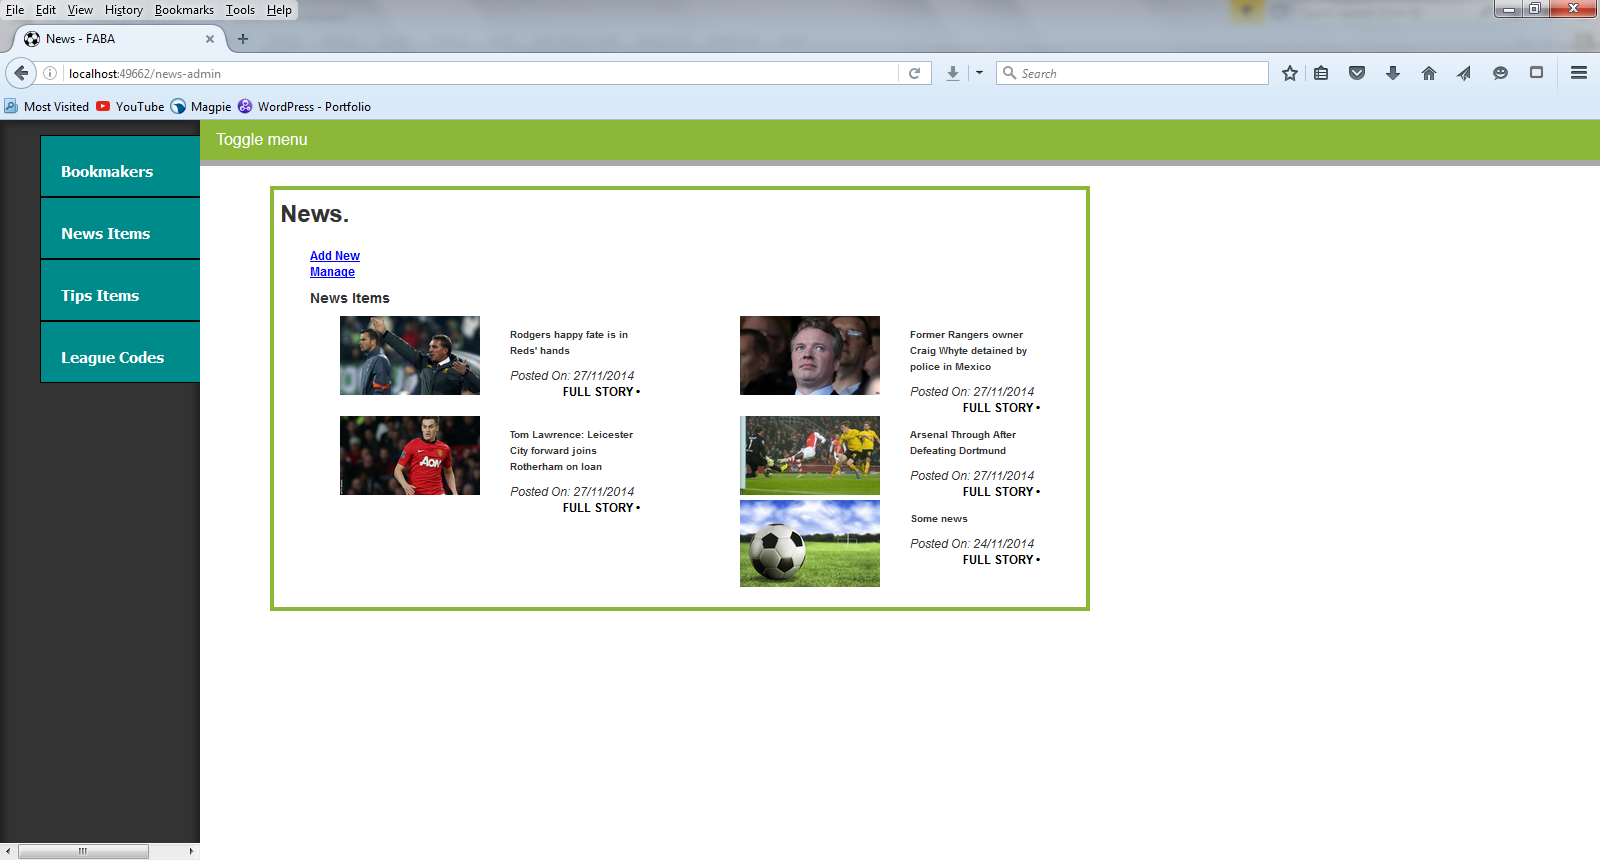 File Edit View History Bookmarks Tools Help
News - FABA
localhost:49662/news-admin
Search
Most Visited YouTube Magpie WordPress - Portfolio
Toggle menu
Bookmakers
News Items
Tips Items
League Codes
News.
Add New
Manage
News Items
Rodgers happy fate is in
Reds' hands
Posted On: 27/11/2014
FULL STORY •
Former Rangers owner
Craig Whyte detained by
police in Mexico
Posted On: 27/11/2014
FULL STORY •
Tom Lawrence: Leicester
City forward joins
Rotherham on loan
Posted On: 27/11/2014
FULL STORY •
Arsenal Through After
Defeating Dortmund
Posted On: 27/11/2014
FULL STORY •
Some news
Posted On: 24/11/2014
FULL STORY •
AON